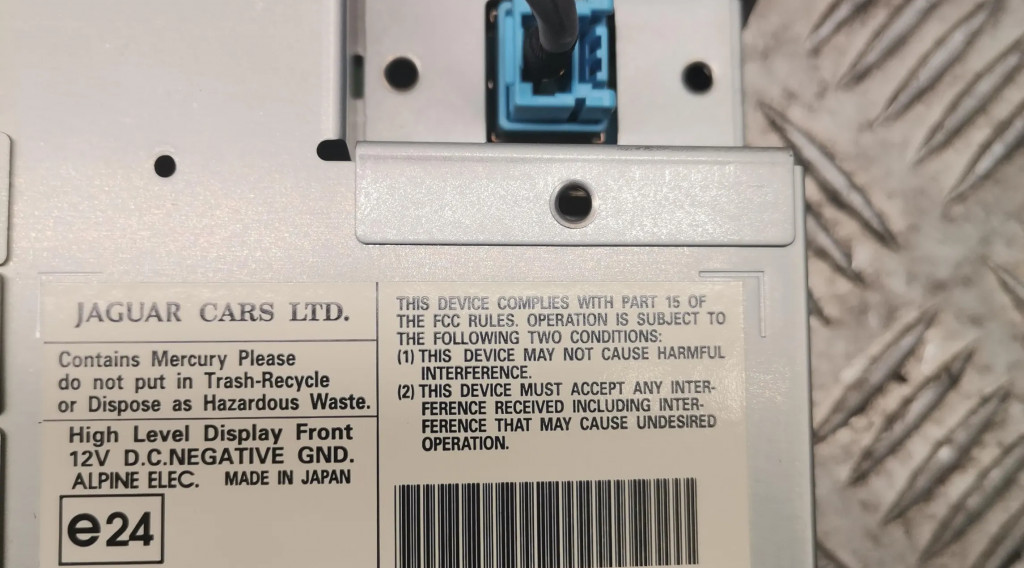 JAGUAR CARS LTD.
Contains Mercury Please
do not put in Trash-Recycle
or Dispose as Hazardous Waste.
High Level Display Front
12V D.C.NEGATIVE GND.
ALPINE ELEC. MADE IN JAPAN
e24
THIS DEVICE COMPLIES WITH PART 15 OF
THE FCC RULES. OPERATION IS SUBJECT TO
THE FOLLOWING TWO CONDITIONS:
(1) THIS DEVICE MAY NOT CAUSE HARMFUL
INTERFERENCE.
(2) THIS DEVICE MUST ACCEPT ANY INTER-
FERENCE RECEIVED INCLUDING INTER-
FERENCE THAT MAY CAUSE UNDESIRED
OPERATION.